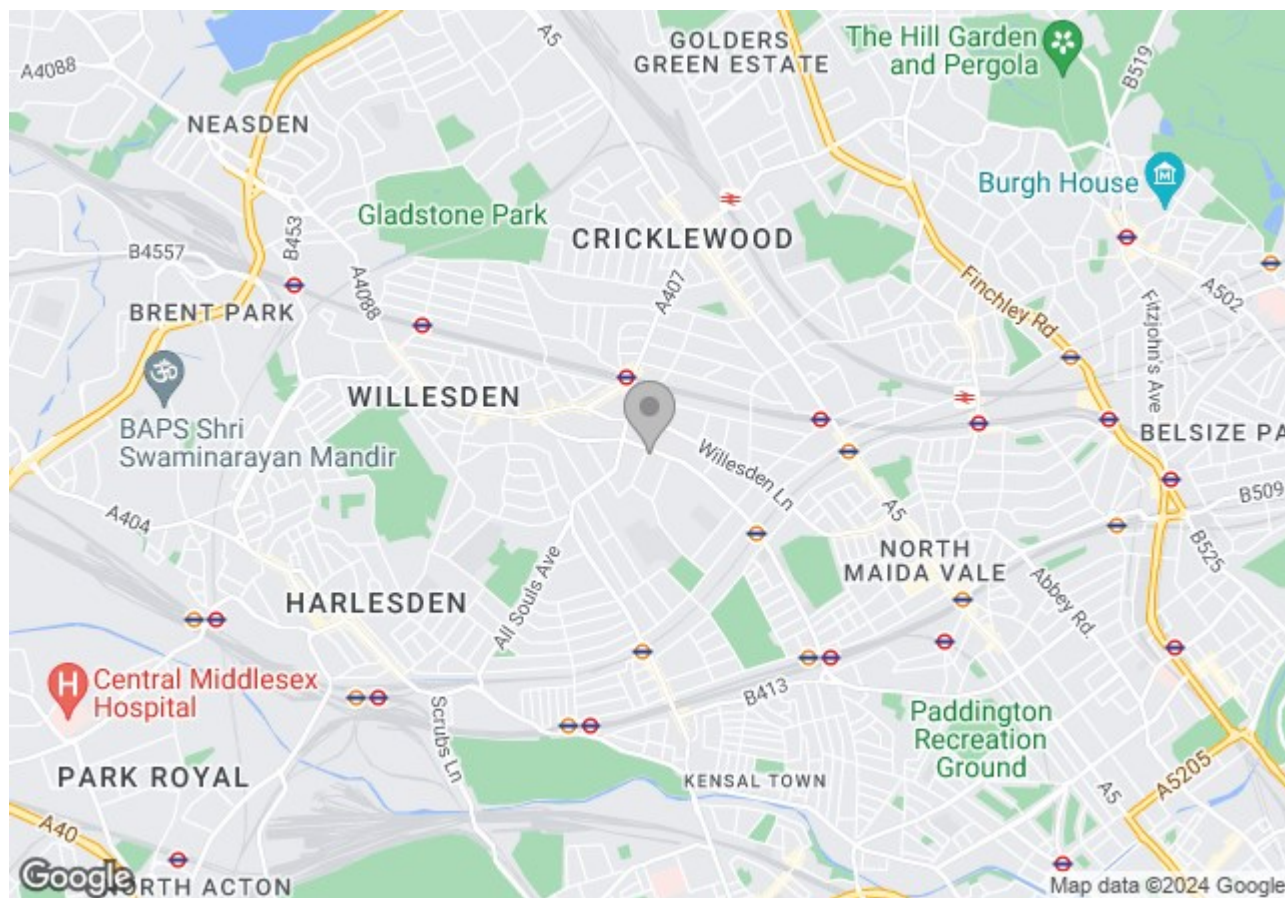 A5
GOLDERS
GREEN ESTATE
The Hill Garden
and Pergola
B519
A4088
NEASDEN
Burgh House
Gladstone Park
CRICKLEWOOD
B453
B4557
A407
A4088
Finchley Rd
A502
Fitzjohn's Ave
BRENT PARK
WILLESDEN
BAPS Shri
Swaminarayan Mandir
Willesden Ln
BELSIZE PA
A404
A5
B509
B525
NORTH
MAIDA VALE
Abbey Rd.
HARLESDEN
All Souls Ave
H
Central Middlesex
Hospital
B413
Scrubs Ln
Paddington
Recreation
Ground
PARK ROYAL
KENSAL TOWN
A5
A5205
A40
Google
ORTH ACTON
Map data ©2024 Google